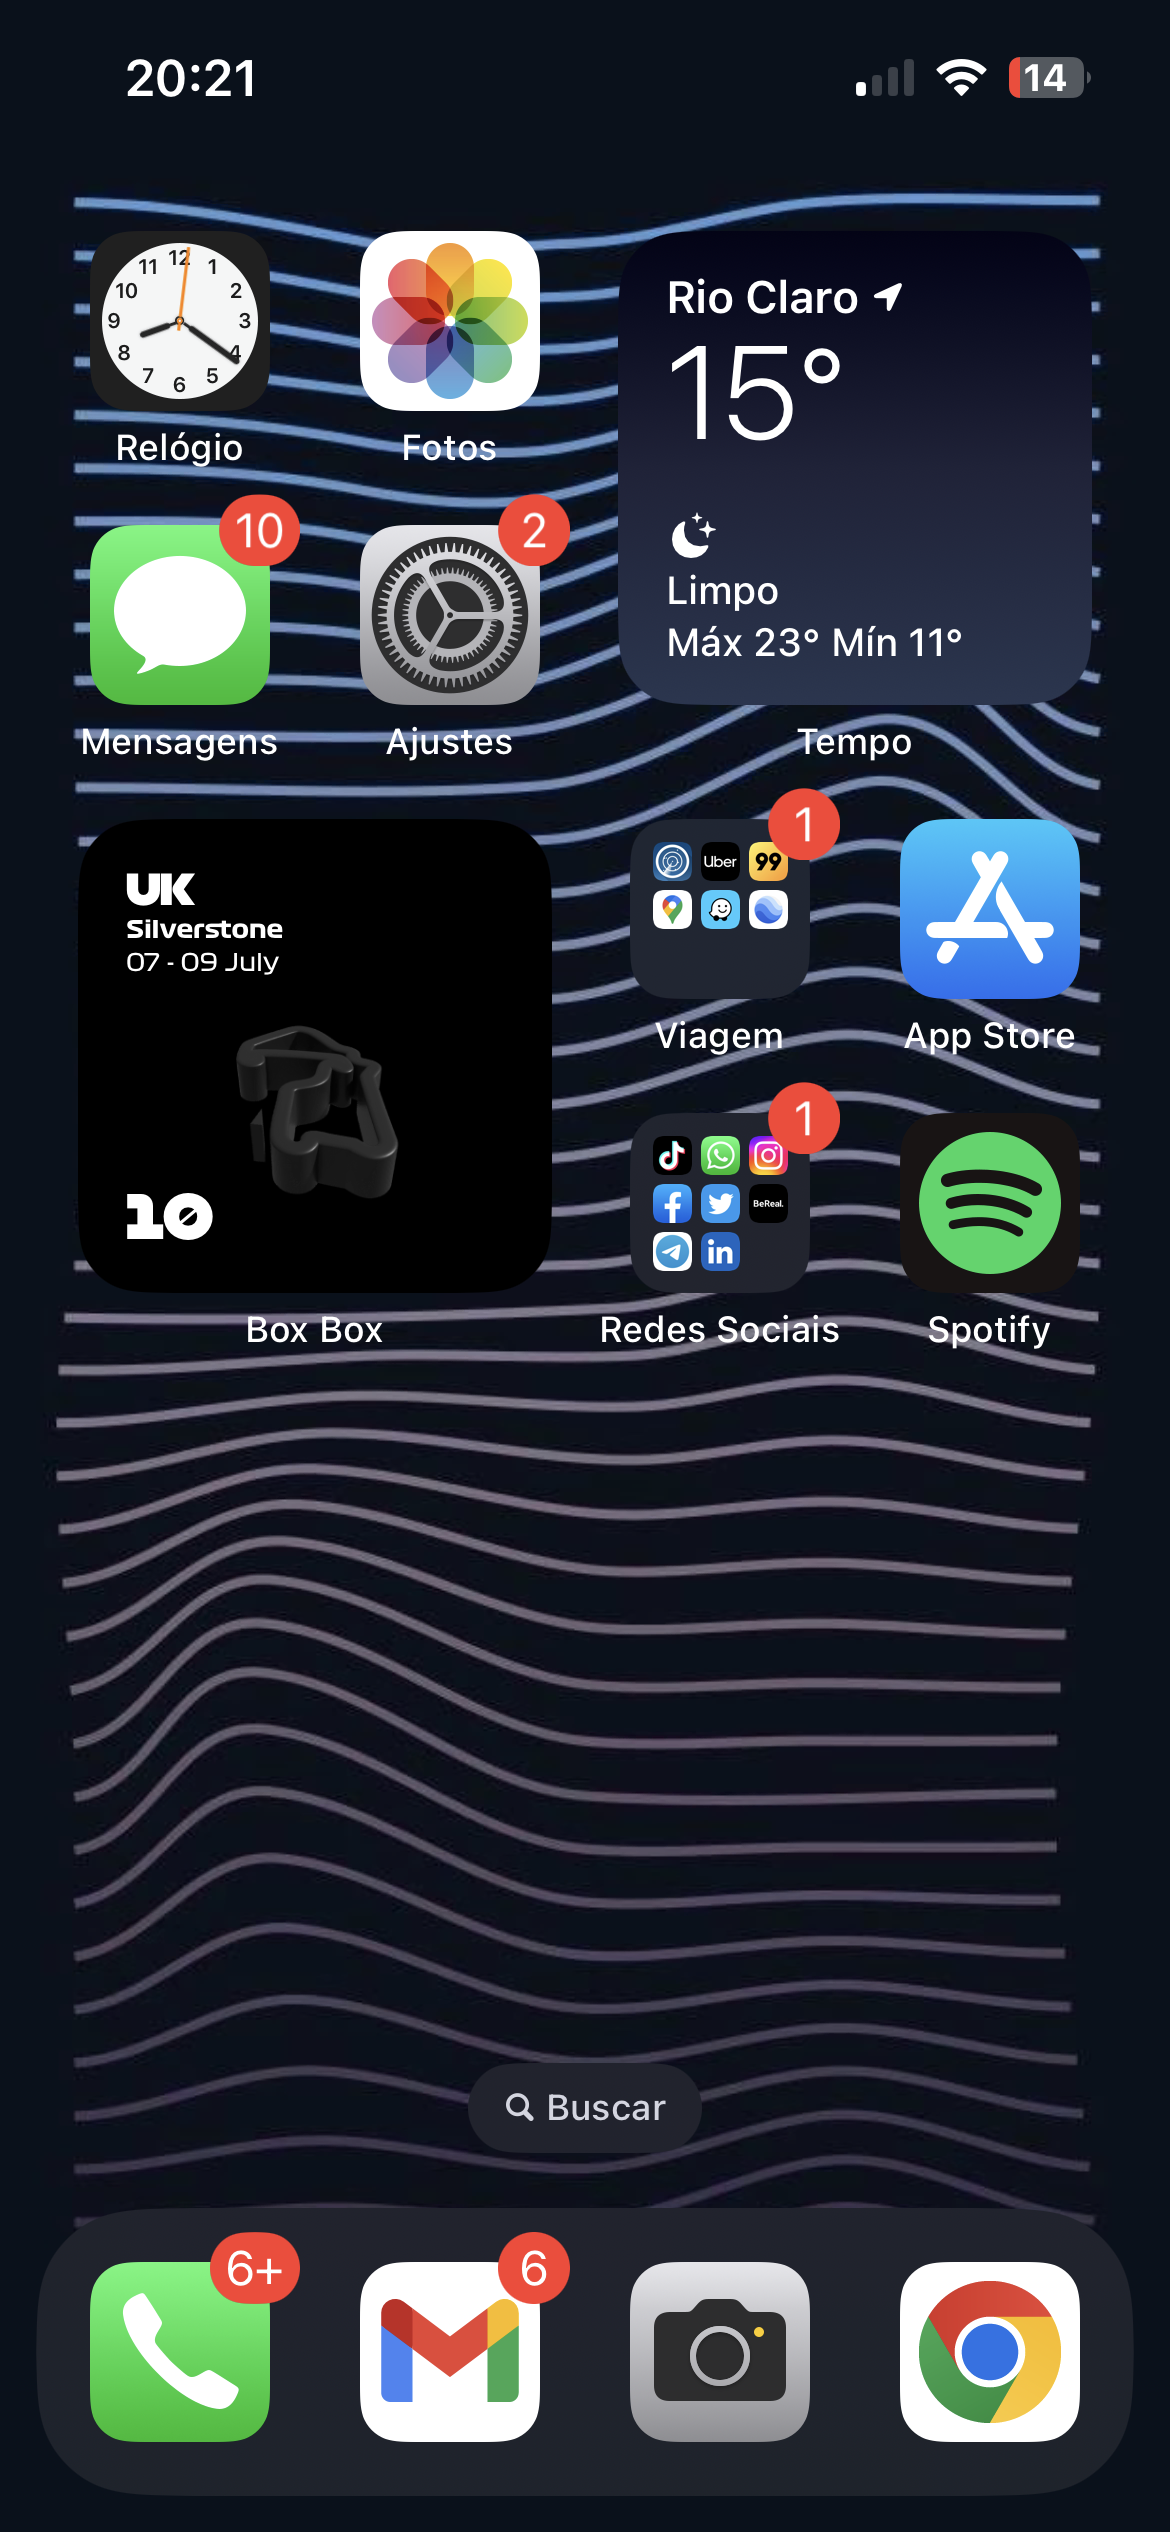 20:21
14
12
11
1
10
2
9
3
8
4
7
5
6
Relógio
Fotos
Rio Claro
15°
Limpo
Máx 23° Mín 11°
Tempo
10
Mensagens
2
Ajustes
UK
Silverstone
07 - 09 July
10
Box Box
1
Uber
99
Viagem
App Store
1
BeReal.
in
Redes Sociais
Spotify
Buscar
6+
6